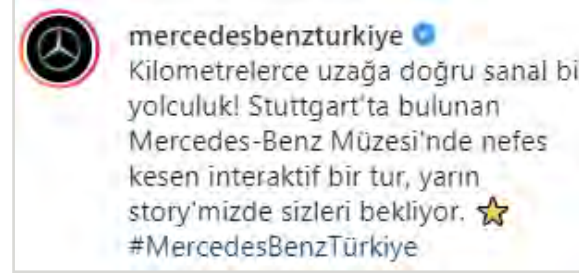 mercedesbenzturkiye
Kilometrelerce uzağa doğru sanal bi
yolculuk! Stuttgart'ta bulunan
Mercedes-Benz Müzesi'nde nefes
kesen interaktif bir tur, yarın
story'mizde sizleri bekliyor. ⭐
#MercedesBenzTürkiye